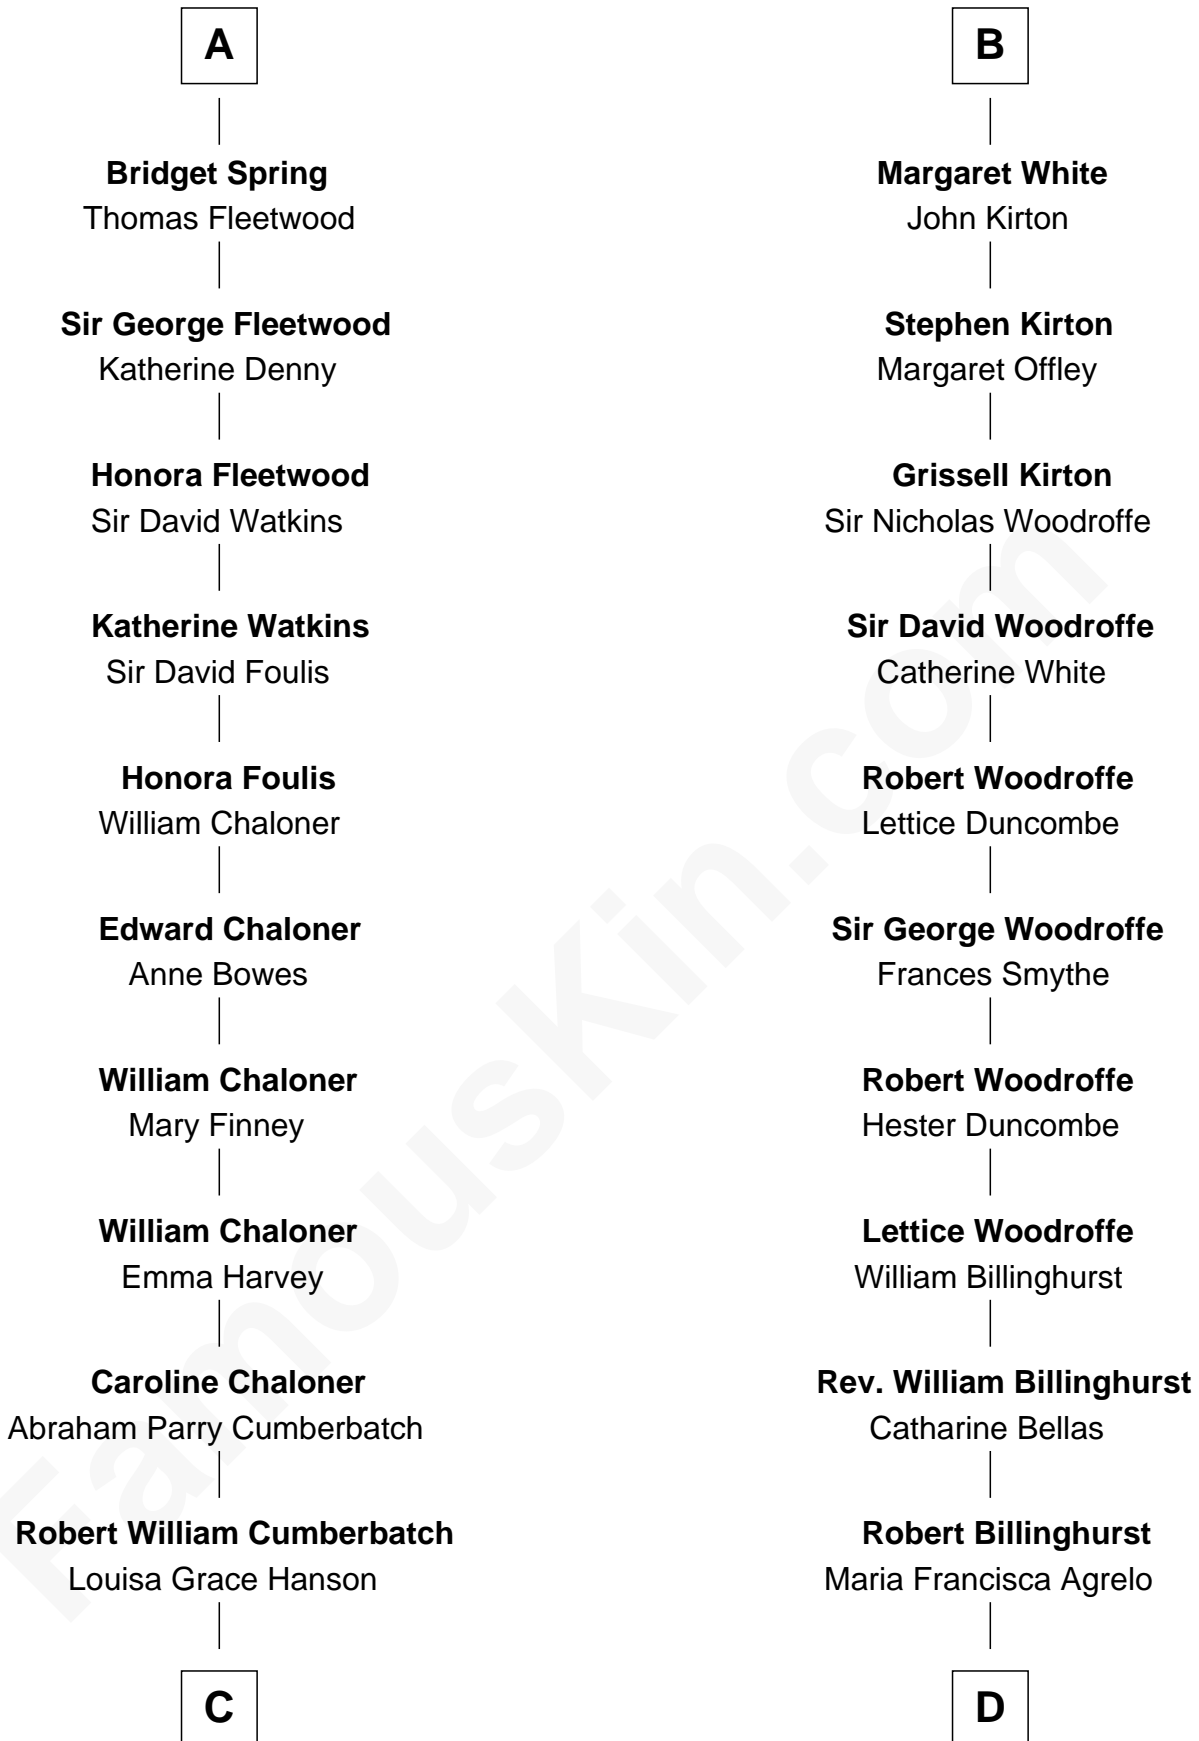 A
Bridget Spring
Thomas Fleetwood
Sir George Fleetwood
Katherine Denny
Honora Fleetwood
Sir David Watkins
Katherine Watkins
Sir David Foulis
Honora Foulis
William Chaloner
Edward Chaloner
Anne Bowes
William Chaloner
Mary Finney
William Chaloner
Emma Harvey
Caroline Chaloner
Abraham Parry Cumberbatch
Robert William Cumberbatch
Louisa Grace Hanson
C
B
Margaret White
John Kirton
Stephen Kirton
Margaret Offley
Grissell Kirton
Sir Nicholas Woodroffe
Sir David Woodroffe
Catherine White
Robert Woodroffe
Lettice Duncombe
Sir George Woodroffe
Frances Smythe
Robert Woodroffe
Hester Duncombe
Lettice Woodroffe
William Billinghurst
Rev. William Billinghurst
Catharine Bellas
Robert Billinghurst
Maria Francisca Agrelo
D
FamousKin.com